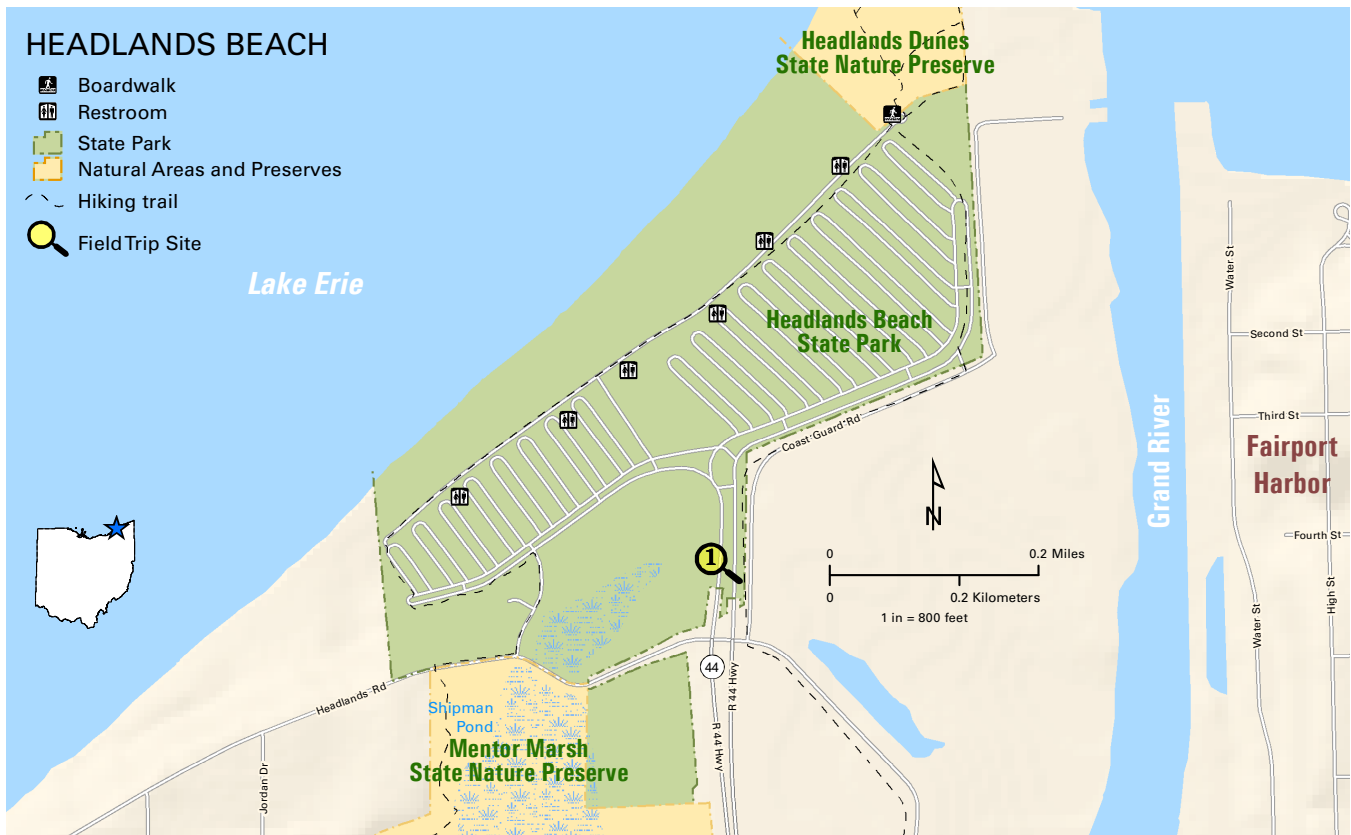 HEADLANDS BEACH
Boardwalk
Restroom
State Park
Natural Areas and Preserves
Hiking trail
Field Trip Site
Headlands Dunes
State Nature Preserve
Lake Erie
Headlands Beach
State Park
Coast Guard Rd
Grand River
Water St
Second St
Third St
Fairport
Harbor
Fourth St
High St
Water St
1
N
0
0.2 Miles
0
0.2 Kilometers
1 in = 800 feet
44
R 44 Hwy
R 44 Hwy
Headlands Rd
Jordan Dr
Shipman
Pond
Mentor Marsh
State Nature Preserve